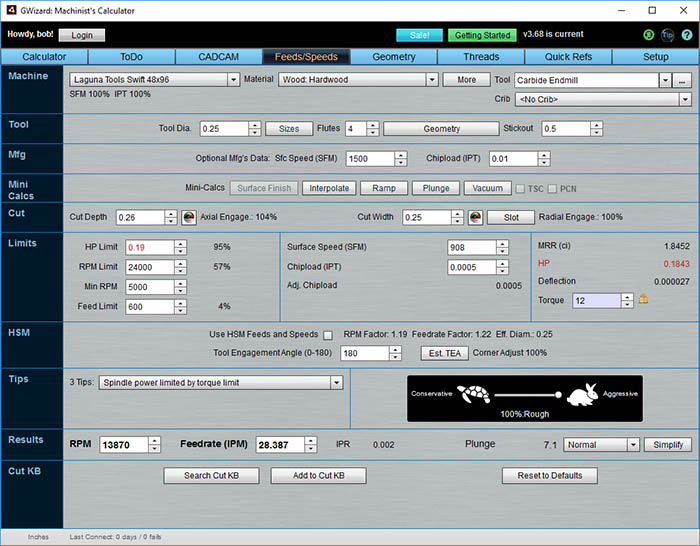 GWizard: Machinist's Calculator
Howdy, bob! Login Safe! Getting Started v3.68 is current Tip ?
Calculator ToDo CADCAM Feeds/Speeds Geometry Threads Quick Refs Setup
Machine Laguna Tools Swift 48x96 Material Wood: Hardwood More Tool Carbide Endmill ...
SFM 100% IPT 100% Crib <No Crib>
Tool Tool Dia. 0.25 Sizes Flutes 4 Geometry Stickout 0.5
Mfg Optional Mfg's Data: Sfc Speed (SFM) 1500 Chipload (IPT) 0.01
Mini Calcs Mini-Calcs Surface Finish Interpolate Ramp Plunge Vacuum TSC PCN
Cut Cut Depth 0.26 Axial Engage.: 104% Cut Width 0.25 Slot Radial Engage.: 100%
Limits HP Limit 0.19 95% Surface Speed (SFM) 908 MRR (ci) 1.8452
RPM Limit 24000 57% Chipload (IPT) 0.0005 HP 0.1843
Min RPM 5000 Adj. Chipload 0.0005 Deflection 0.000027
Feed Limit 600 4% Torque 12
HSM Use HSM Feeds and Speeds RPM Factor: 1.19 Feedrate Factor: 1.22 Eff. Diam.: 0.25
Tool Engagement Angle (0-180) 180 Est. TEA Corner Adjust 100%
Tips 3 Tips: Spindle power limited by torque limit Conservative Aggressive
100%:Rough
Results RPM 13870 Feedrate (IPM) 28.387 IPR 0.002 Plunge 7.1 Normal Simplify
Cut KB Search Cut KB Add to Cut KB Reset to Defaults
Inches Last Connect: 0 days / 0 fails